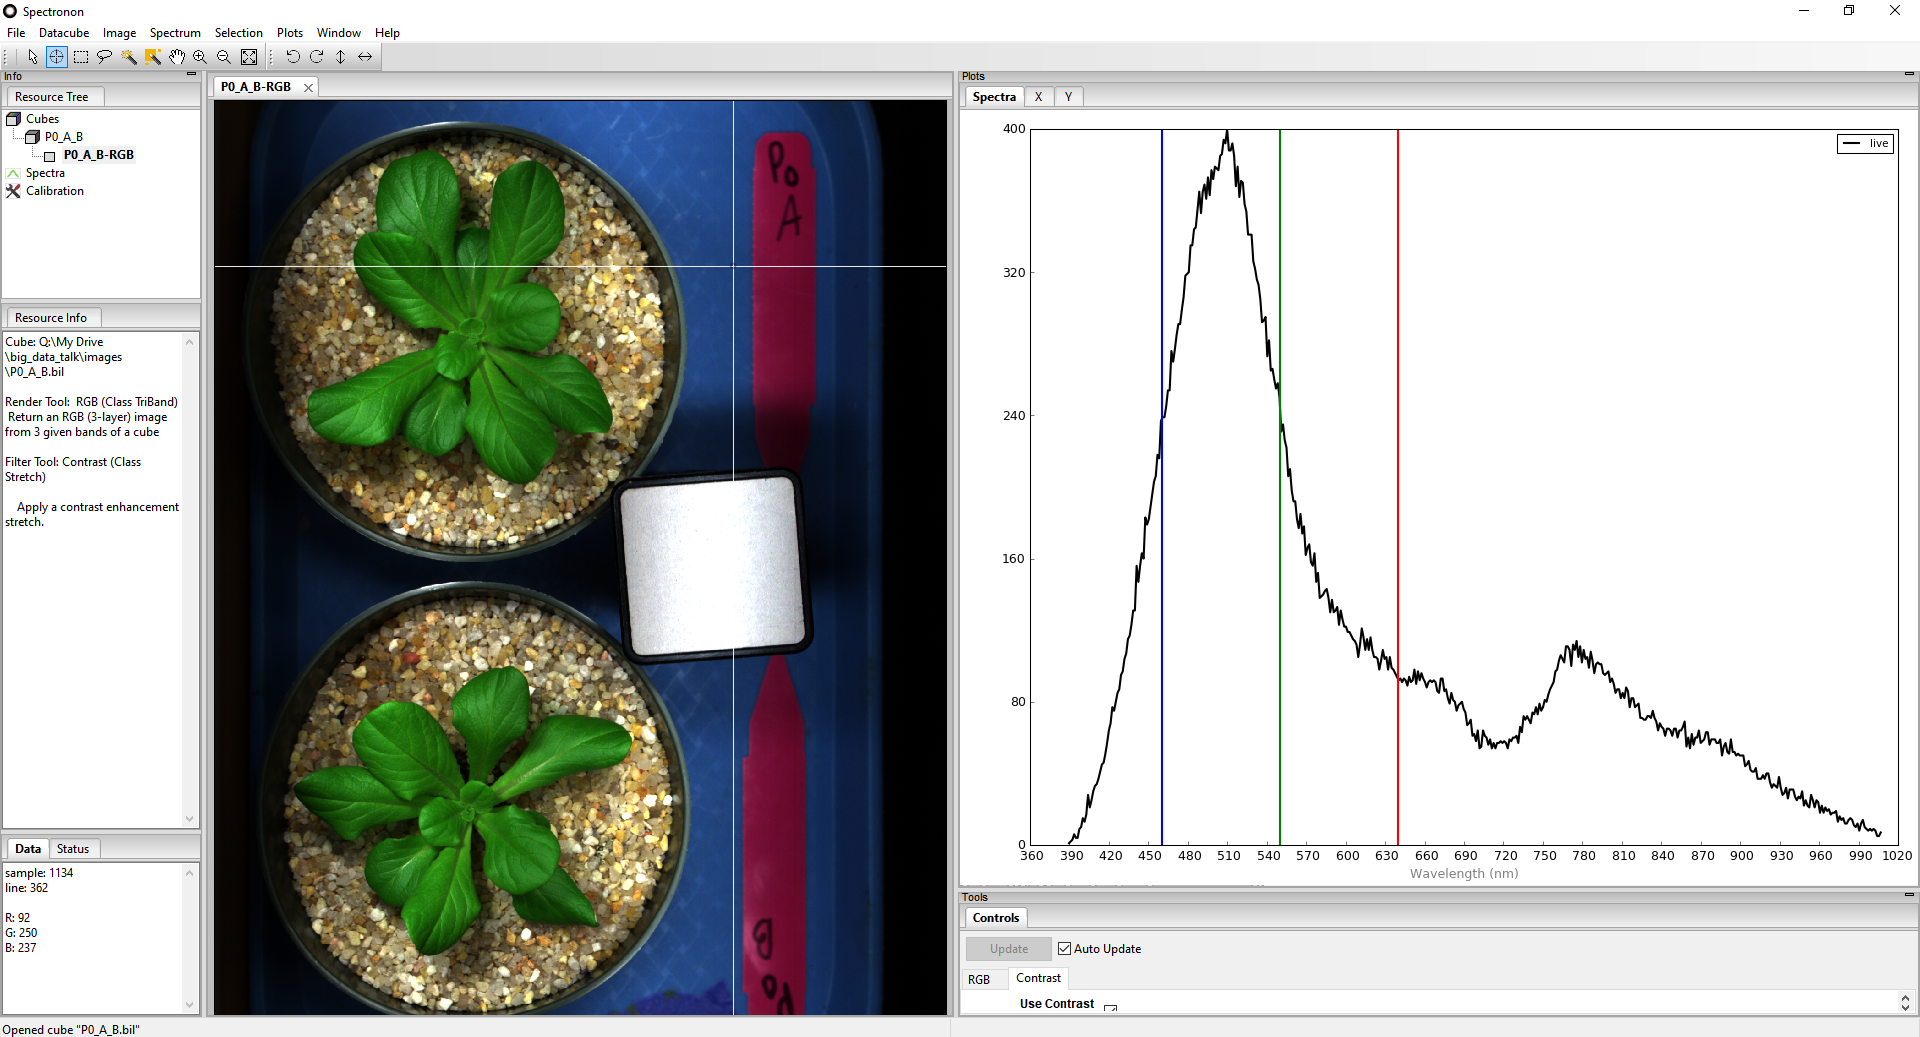 Spectronon
File Datacube Image Spectrum Selection Plots Window Help
Info
Resource Tree
Cubes
P0_A_B
P0_A_B-RGB
Spectra
Calibration
Resource Info
Cube: Q:\My Drive
\big_data_talk\images
\P0_A_B.bil
Render Tool:  RGB (Class TriBand)
Return an RGB (3-layer) image
from 3 given bands of a cube
Filter Tool: Contrast (Class
Stretch)
Apply a contrast enhancement
stretch.
Data Status
sample: 1134
line: 362
R: 92
G: 250
B: 237
Opened cube "P0_A_B.bil"
P0_A_B-RGB
P0
A
B
P0
Plots
Spectra X Y
400
320
240
160
80
0
live
360 390 420 450 480 510 540 570 600 630 660 690 720 750 780 810 840 870 900 930 960 990 1020
Wavelength (nm)
Tools
Controls
Update Auto Update
RGB Contrast
Use Contrast